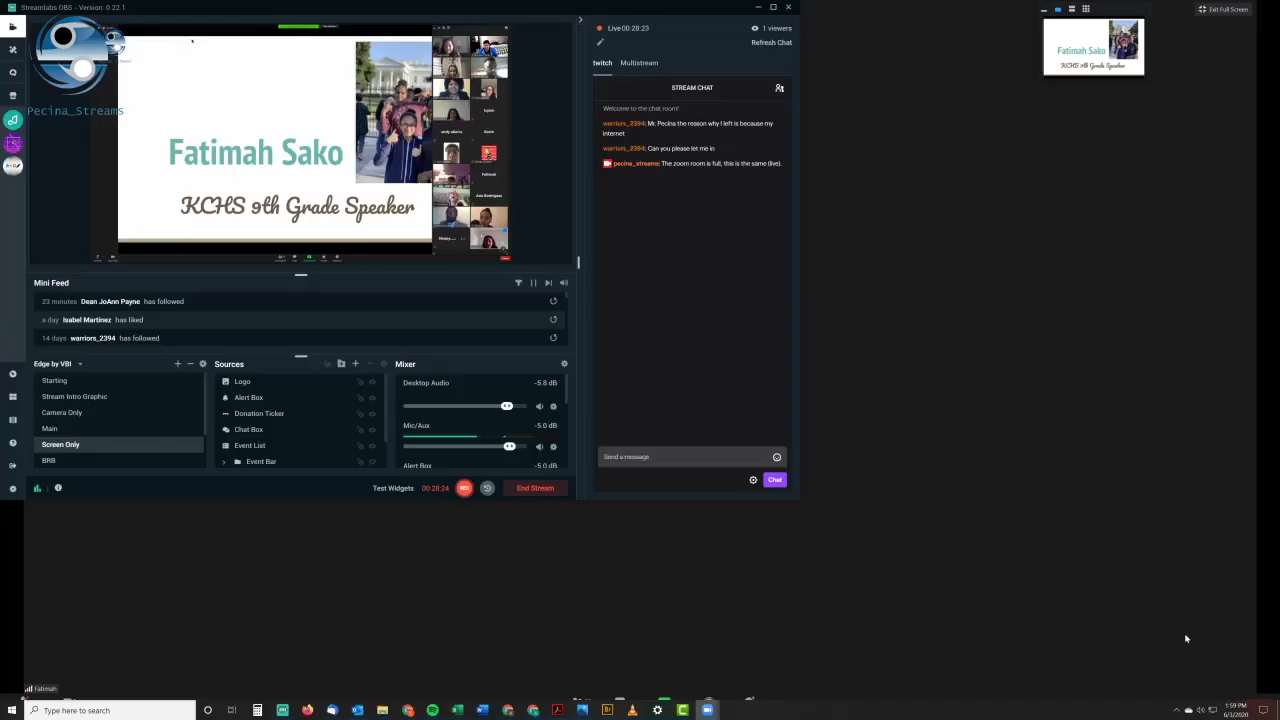 Streamlabs OBS - Version: 0.22.1
Pecina_Streams
Fatimah Sako
KCHS 9th Grade Speaker
Kevin
Fatimah
Ana Rodriguez
Live 00:28:23
1 viewers
Refresh Chat
twitch
Multistream
STREAM CHAT
Welcome to the chat room!
warriors_2394: Mr. Pecina the reason why I left is because my
internet
warriors_2394: Can you please let me in
pecina_streams: The zoom room is full, this is the same (live).
Send a message
Chat
Mini Feed
23 minutes Dean JoAnn Payne has followed
a day Isabel Martinez has liked
14 days warriors_2394 has followed
Edge by VBI
Starting
Stream Intro Graphic
Camera Only
Main
Screen Only
BRB
Sources
Logo
Alert Box
Donation Ticker
Chat Box
Event List
Event Bar
Mixer
Desktop Audio
-5.8 dB
Mic/Aux
-5.0 dB
Alert Box
-5.0 dB
Test Widgets
00:28:24
REC
End Stream
Exit Full Screen
Fatimah Sako
KCHS 9th Grade Speaker
Fatimah
Type here to search
1:59 PM
6/3/2020